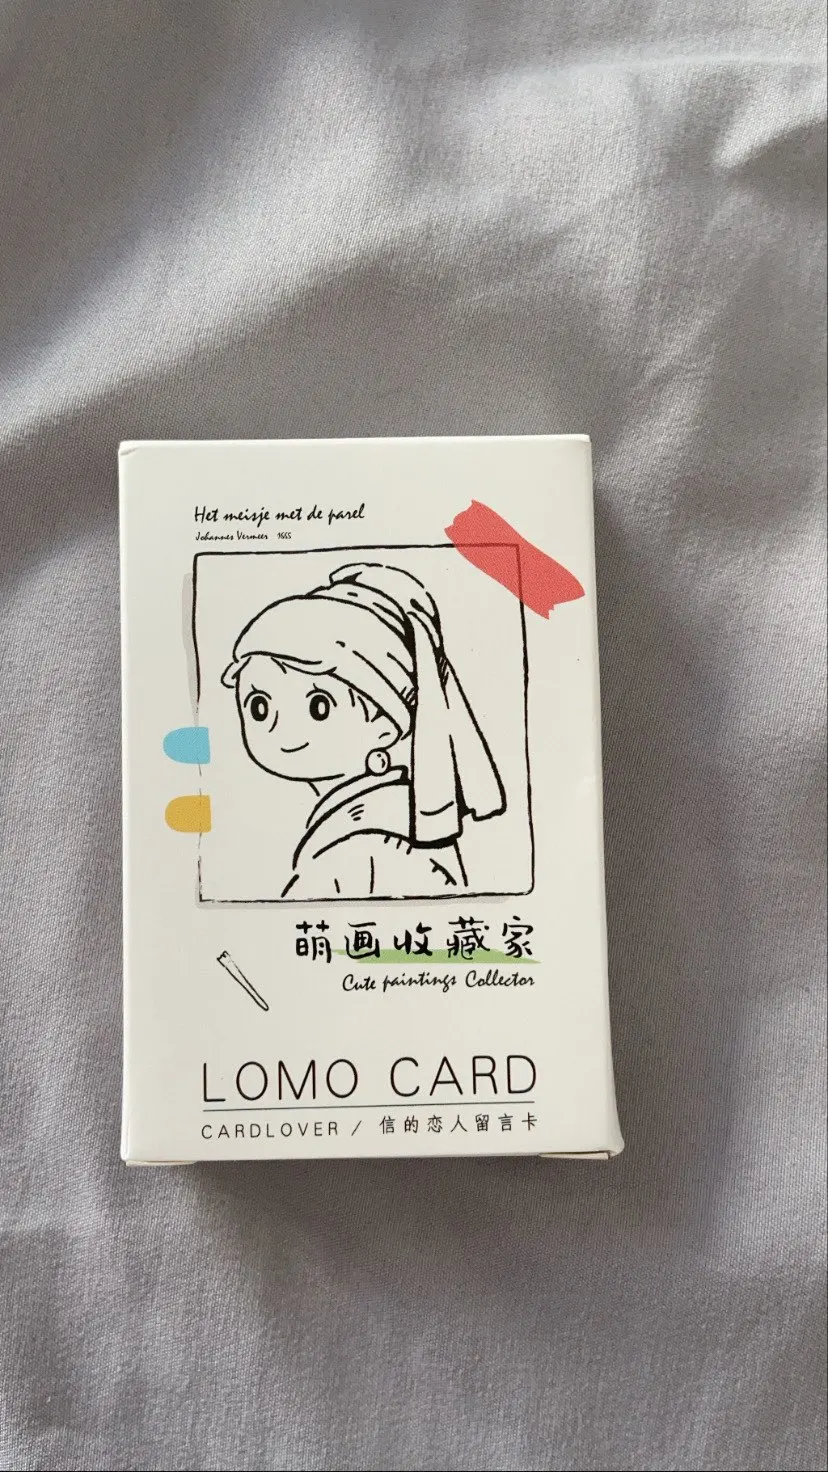 Het meisje met de parel
Johannes Vermeer 1665
萌画收藏家
Cute paintings Collector
LOMO CARD
CARDLOVER / 信的恋人留言卡